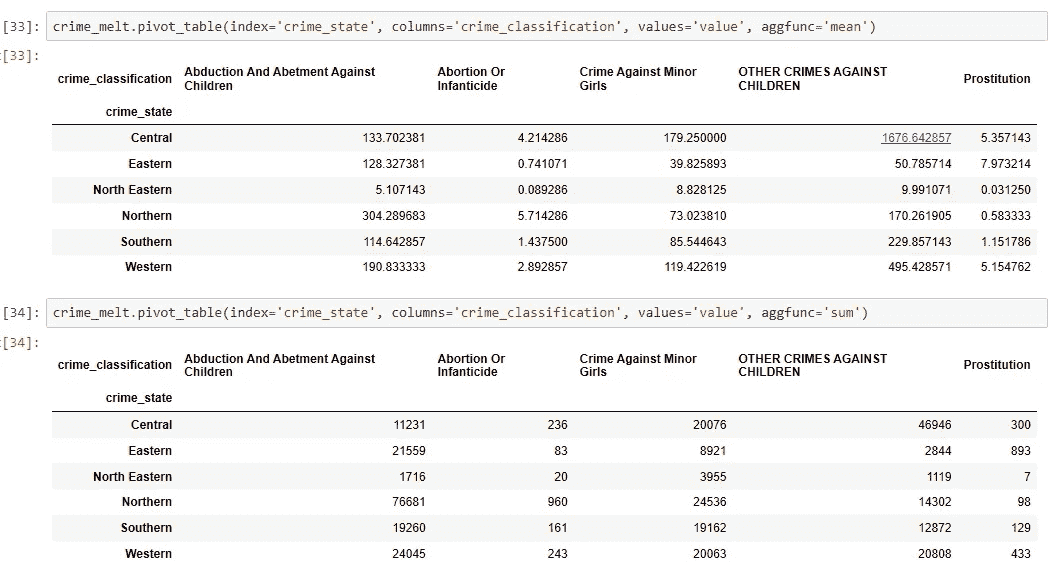 [33]: crime_melt.pivot_table(index='crime_state', columns='crime_classification', values='value', aggfunc='mean')
:[33]:
crime_classification Abduction And Abetment Against Children Abortion Or Infanticide Crime Against Minor Girls OTHER CRIMES AGAINST CHILDREN Prostitution
crime_state
Central 133.702381 4.214286 179.250000 1676.642857 5.357143
Eastern 128.327381 0.741071 39.825893 50.785714 7.973214
North Eastern 5.107143 0.089286 8.828125 9.991071 0.031250
Northern 304.289683 5.714286 73.023810 170.261905 0.583333
Southern 114.642857 1.437500 85.544643 229.857143 1.151786
Western 190.833333 2.892857 119.422619 495.428571 5.154762
[34]: crime_melt.pivot_table(index='crime_state', columns='crime_classification', values='value', aggfunc='sum')
:[34]:
crime_classification Abduction And Abetment Against Children Abortion Or Infanticide Crime Against Minor Girls OTHER CRIMES AGAINST CHILDREN Prostitution
crime_state
Central 11231 236 20076 46946 300
Eastern 21559 83 8921 2844 893
North Eastern 1716 20 3955 1119 7
Northern 76681 960 24536 14302 98
Southern 19260 161 19162 12872 129
Western 24045 243 20063 20808 433